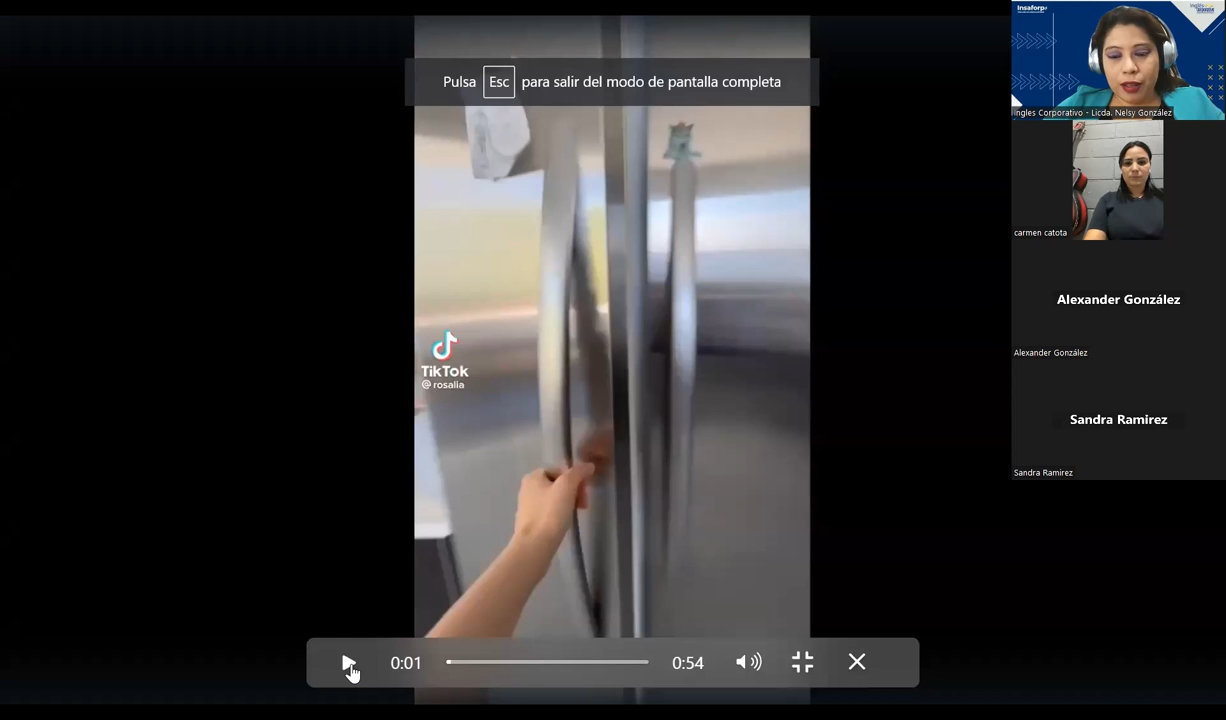 Pulsa Esc para salir del modo de pantalla completa
TikTok
@rosalia
0:01
0:54
Insaforp
Ingles Corporativo - Licda. Nelsy González
carmen catota
Alexander González
Alexander González
Sandra Ramirez
Sandra Ramirez